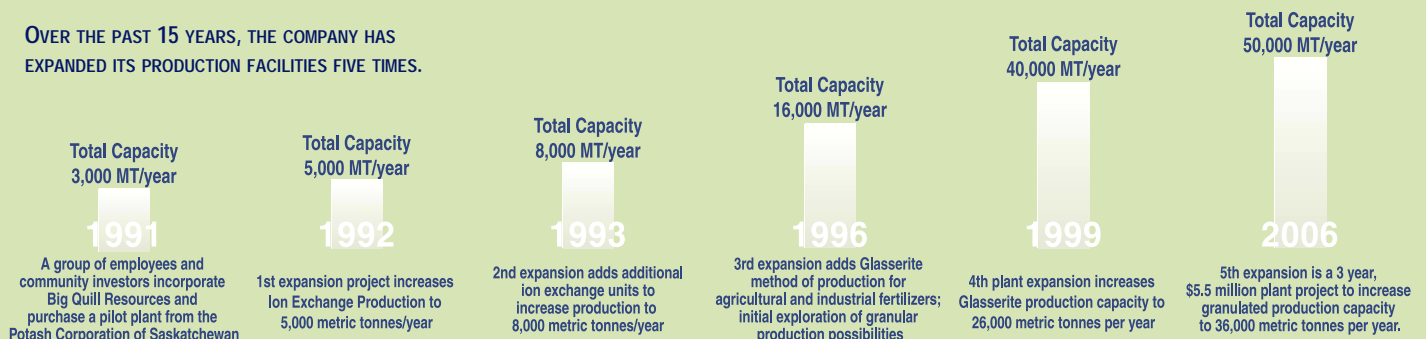 OVER THE PAST 15 YEARS, THE COMPANY HAS
EXPANDED ITS PRODUCTION FACILITIES FIVE TIMES.
Total Capacity
3,000 MT/year
1991
A group of employees and
community investors incorporate
Big Quill Resources and
purchase a pilot plant from the
Potash Corporation of Saskatchewan
Total Capacity
5,000 MT/year
1992
1st expansion project increases
Ion Exchange Production to
5,000 metric tonnes/year
Total Capacity
8,000 MT/year
1993
2nd expansion adds additional
ion exchange units to
increase production to
8,000 metric tonnes/year
Total Capacity
16,000 MT/year
1996
3rd expansion adds Glasserite
method of production for
agricultural and industrial fertilizers;
initial exploration of granular
production possibilities
Total Capacity
40,000 MT/year
1999
4th plant expansion increases
Glasserite production capacity to
26,000 metric tonnes per year
Total Capacity
50,000 MT/year
2006
5th expansion is a 3 year,
$5.5 million plant project to increase
granulated production capacity
to 36,000 metric tonnes per year.